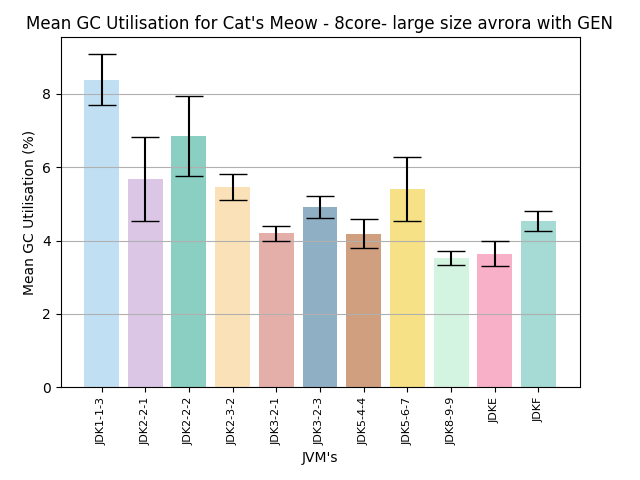 Mean GC Utilisation for Cat's Meow - 8core- large size avrora with GEN
Mean GC Utilisation (%)
8
6
4
2
0
JDK1-1-3
JDK2-2-1
JDK2-2-2
JDK2-3-2
JDK3-2-1
JDK3-2-3
JDK5-4-4
JDK5-6-7
JDK8-9-9
JDKE
JDKF
JVM's